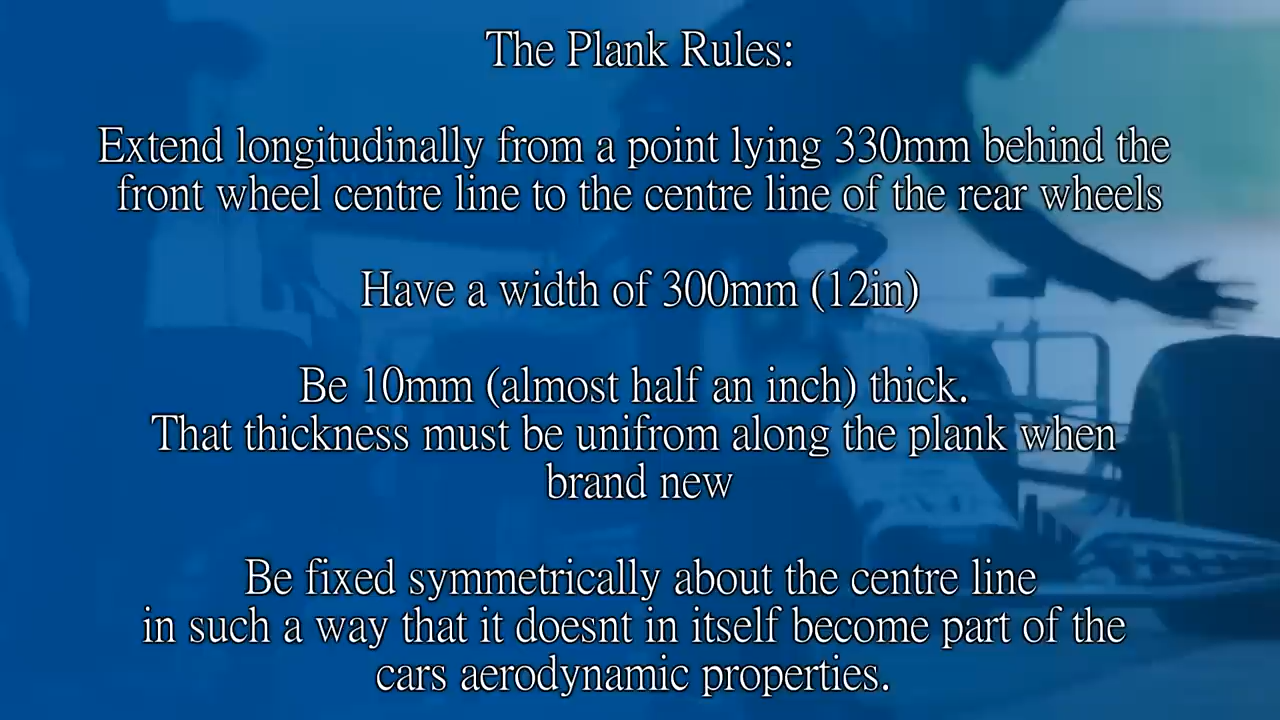 The Plank Rules:
Extend longitudinally from a point lying 330mm behind the
front wheel centre line to the centre line of the rear wheels
Have a width of 300mm (12in)
Be 10mm (almost half an inch) thick.
That thickness must be unifrom along the plank when
brand new
Be fixed symmetrically about the centre line
in such a way that it doesnt in itself become part of the
cars aerodynamic properties.